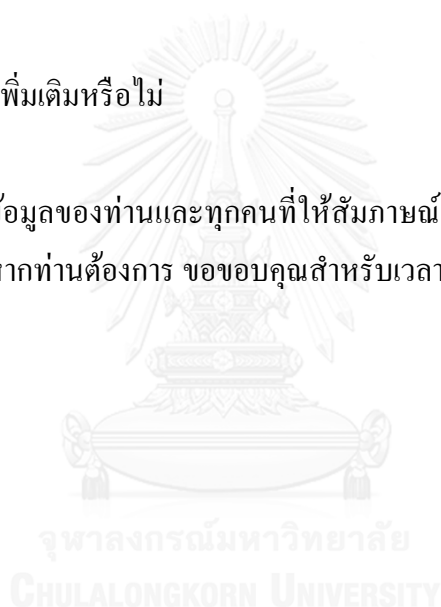 พิ่มเติมหรือไม่
้อมูลของท่านและทุกคนที่ให้สัมภาษณ์
ากท่านต้องการ ขอขอบคุณสำหรับเวลา
จุฬาลงกรณ์มหาวิทยาลัย
CHULALONGKORN UNIVERSITY